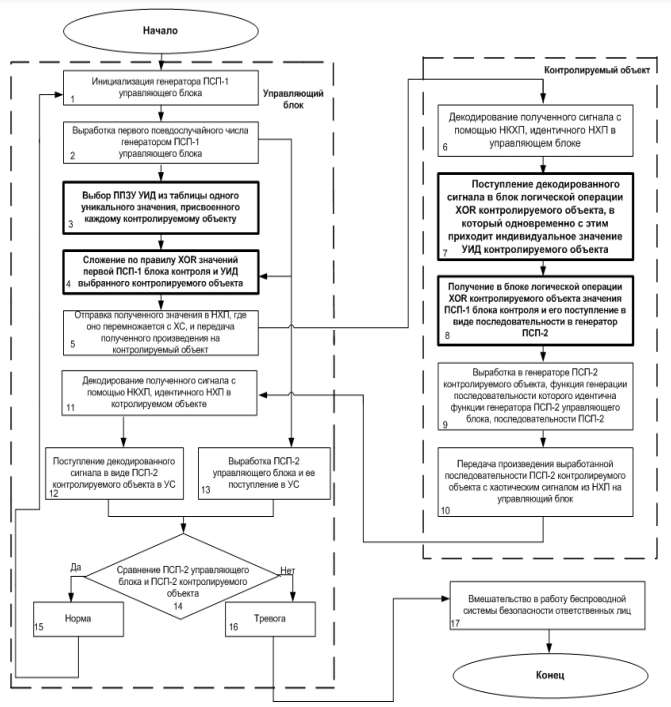 Начало
Управляющий
блок
Инициализация генератора ПСП-1
управляющего блока
1
Выработка первого псевдослучайного числа
генератором ПСП-1
управляющего блока
2
Выбор ППЗУ УИД из таблицы одного
уникального значения, присвоенного
каждому контролируемому объекту
3
Сложение по правилу XOR значений
первой ПСП-1 блока контроля и УИД
выбранного контролируемого объекта
4
Отправка полученного значения в НХП, где
оно перемножается с ХС, и передача
полученного произведения на
контролируемый объект
5
Контролируемый объект
Декодирование полученного сигнала с
помощью НКХП, идентичного НХП в
управляющем блоке
6
Поступление декодированного
сигнала в блок логической операции
XOR контролируемого объекта, в
который одновременно с этим
приходит индивидуальное значение
УИД контролируемого объекта
7
Получение в блоке логической операции
XOR контролируемого объекта значения
ПСП-1 блока контроля и его поступление в
виде последовательности в генератор
ПСП-2
8
Выработка в генераторе ПСП-2
контролируемого объекта, функция генерации
последовательности которого идентична
функции генератора ПСП-2 управляющего
блока, последовательности ПСП-2
9
Передача произведения выработанной
последовательности ПСП-2 контролируемого
объекта с хаотическим сигналом из НХП на
управляющий блок
10
Декодирование полученного сигнала с
помощью НКХП, идентичного НХП в
котролируемом объекте
11
Поступление декодированного
сигнала в виде ПСП-2
контролируемого объекта в УС
12
Выработка ПСП-2
управляющего блока и ее
поступление в УС
13
Сравнение ПСП-2 управляющего
блока и ПСП-2 контролируемого
объекта
14
Да
Нет
Норма
15
Тревога
16
Вмешательство в работу беспроводной
системы безопасности ответственных лиц
17
Конец